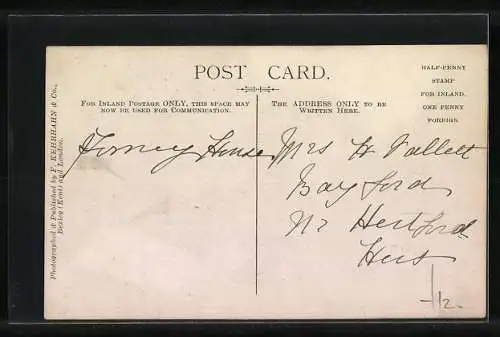 POST CARD.
HALF-PENNY
STAMP
FOR INLAND.
ONE PENNY
FOREIGN.
FOR INLAND POSTAGE ONLY, THIS SPACE MAY
NOW BE USED FOR COMMUNICATION.
THE ADDRESS ONLY TO BE
WRITTEN HERE.
Photographed & Published by F. KEHRHAHN & Co.,
Bexley (Kent) and London.
House
Mrs H Pallett
Bayford
Nr Hertford
Herts
1/2.